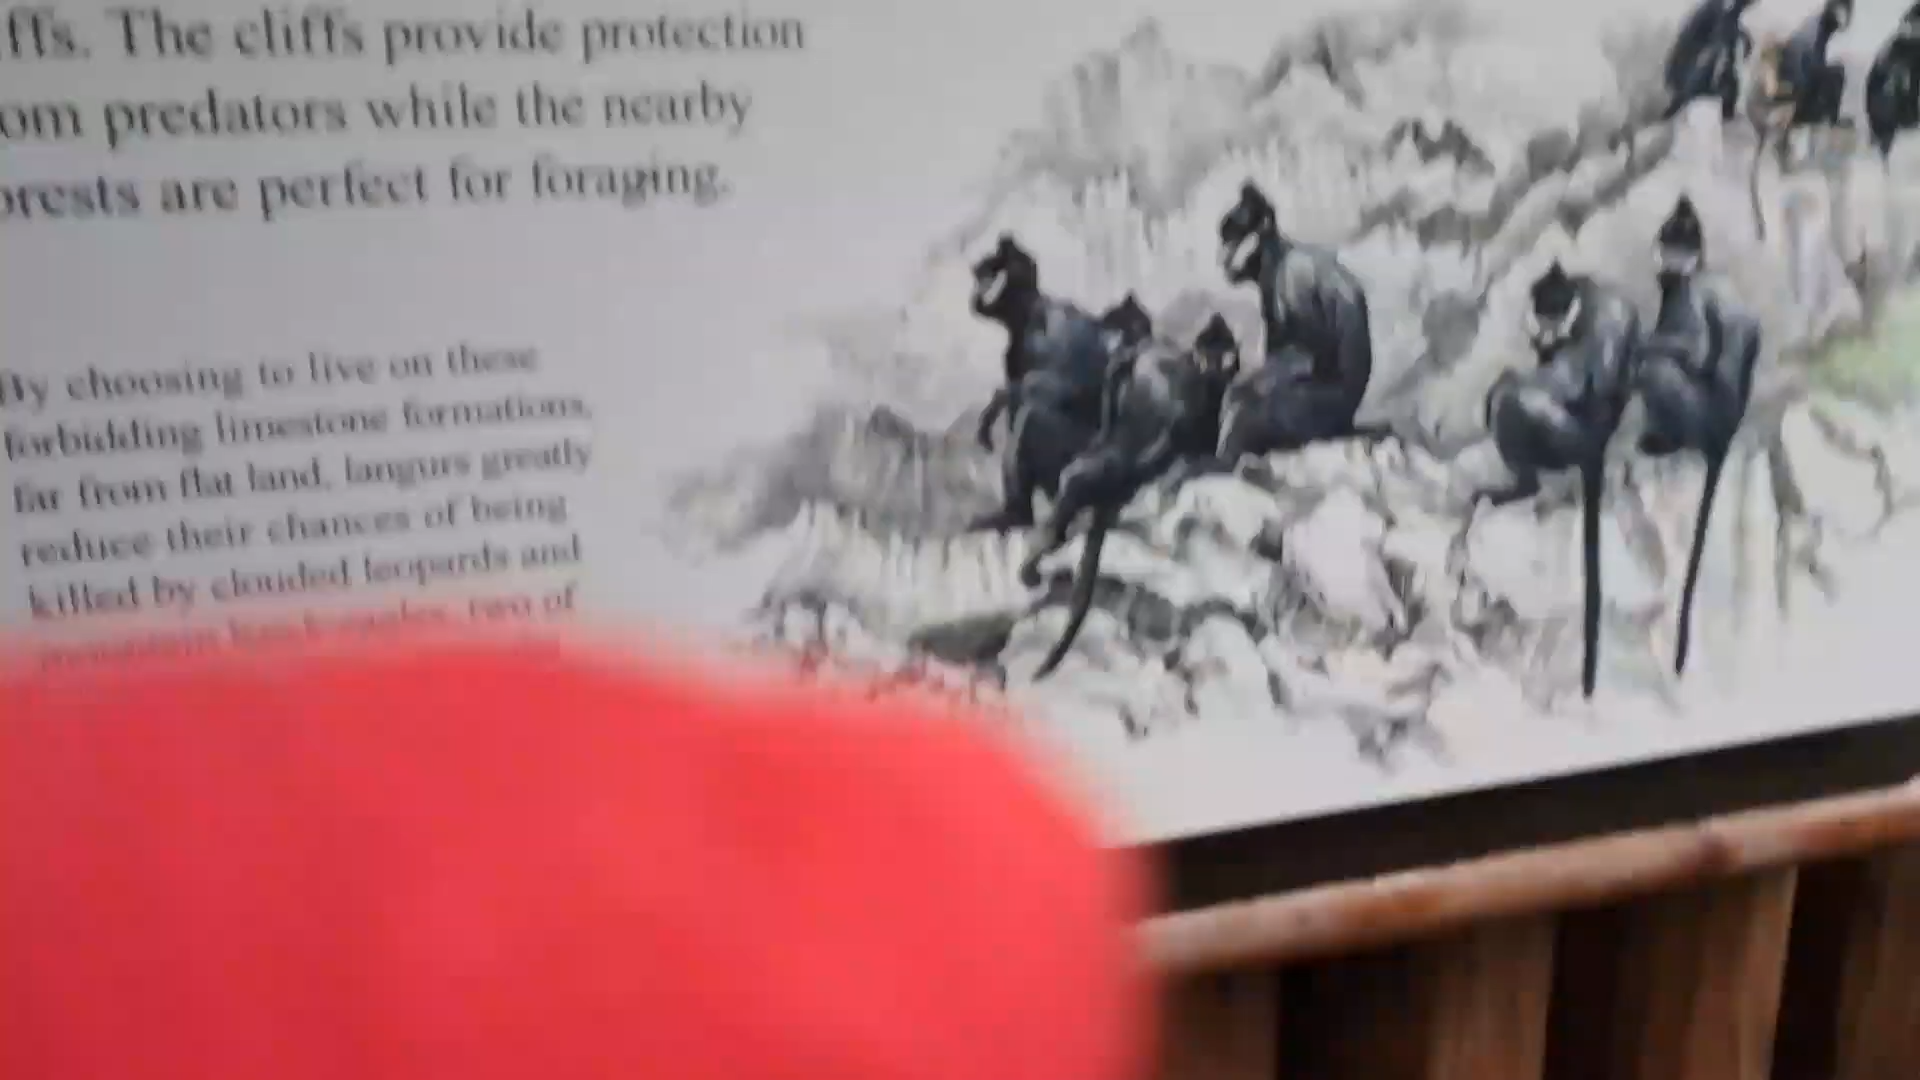 ffs. The cliffs provide protection
om predators while the nearby
orests are perfect for foraging.
By choosing to live on these
forbidding limestone formations,
far from flat land, langurs greatly
reduce their chances of being
killed by clouded leopards and
two of